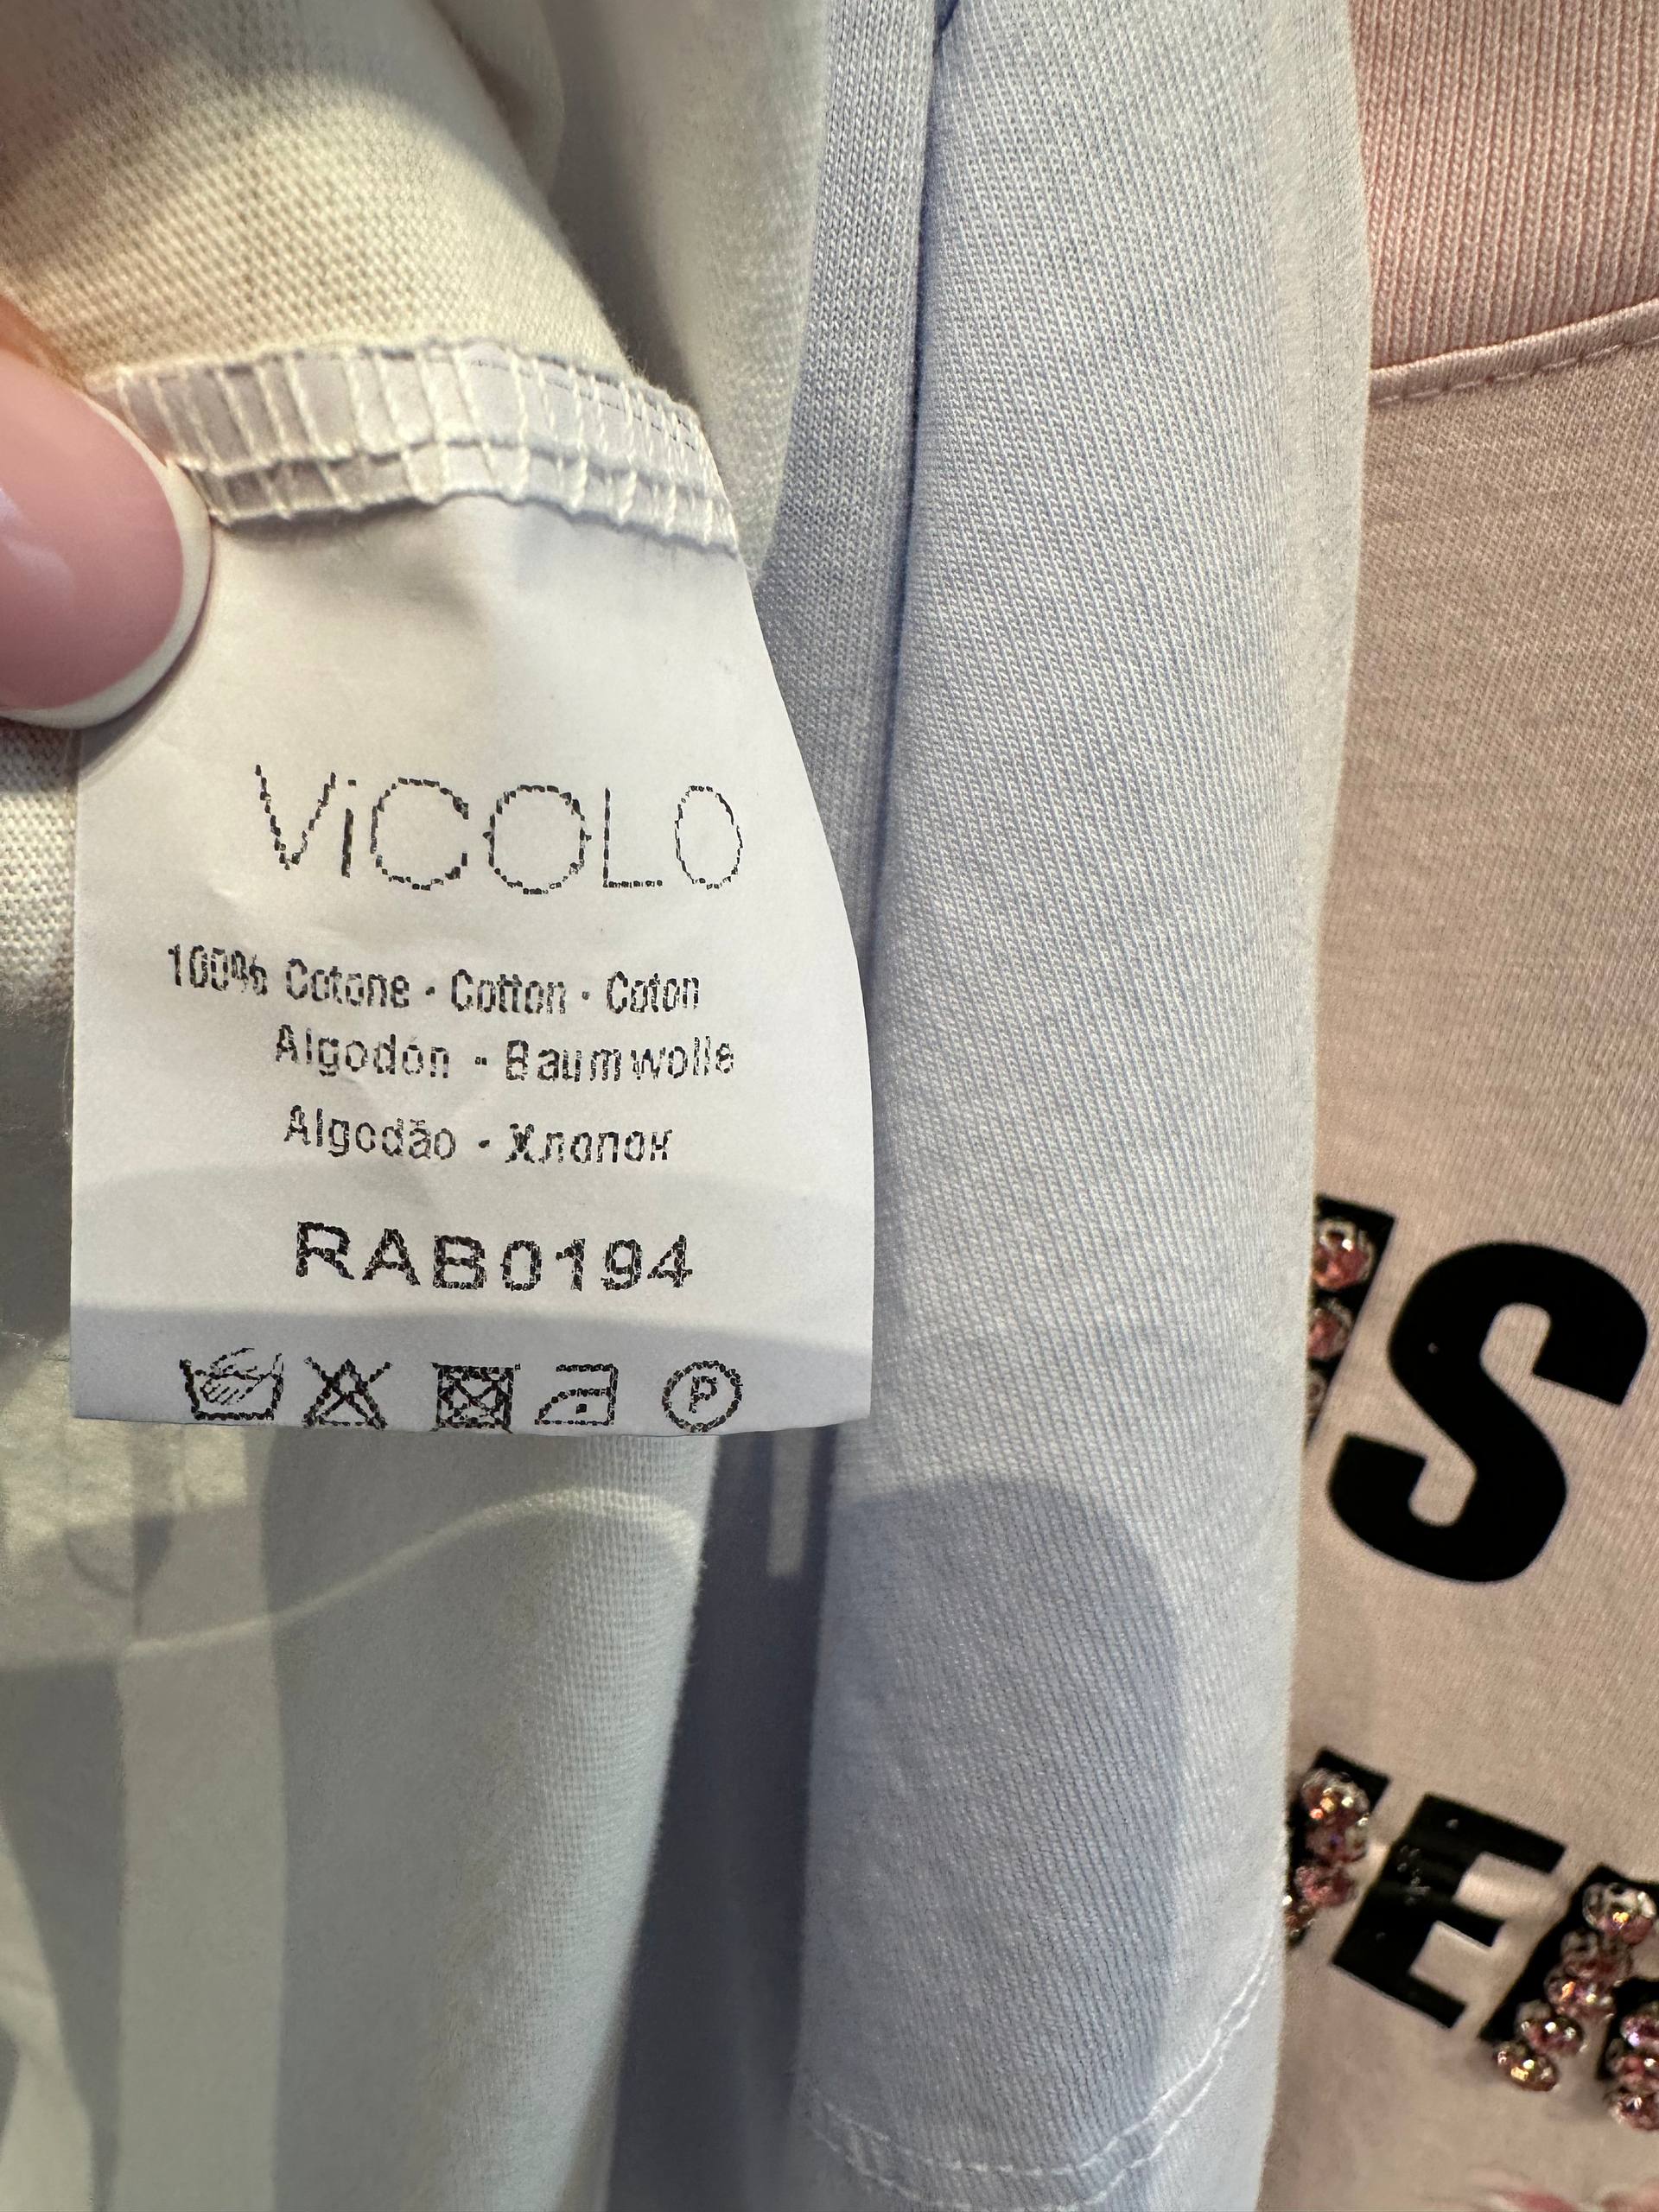 ViCOLO
100% Cotone · Cotton · Coton
Algodón · Baumwolle
Algodão · Хлопок
RAB0194
P
S